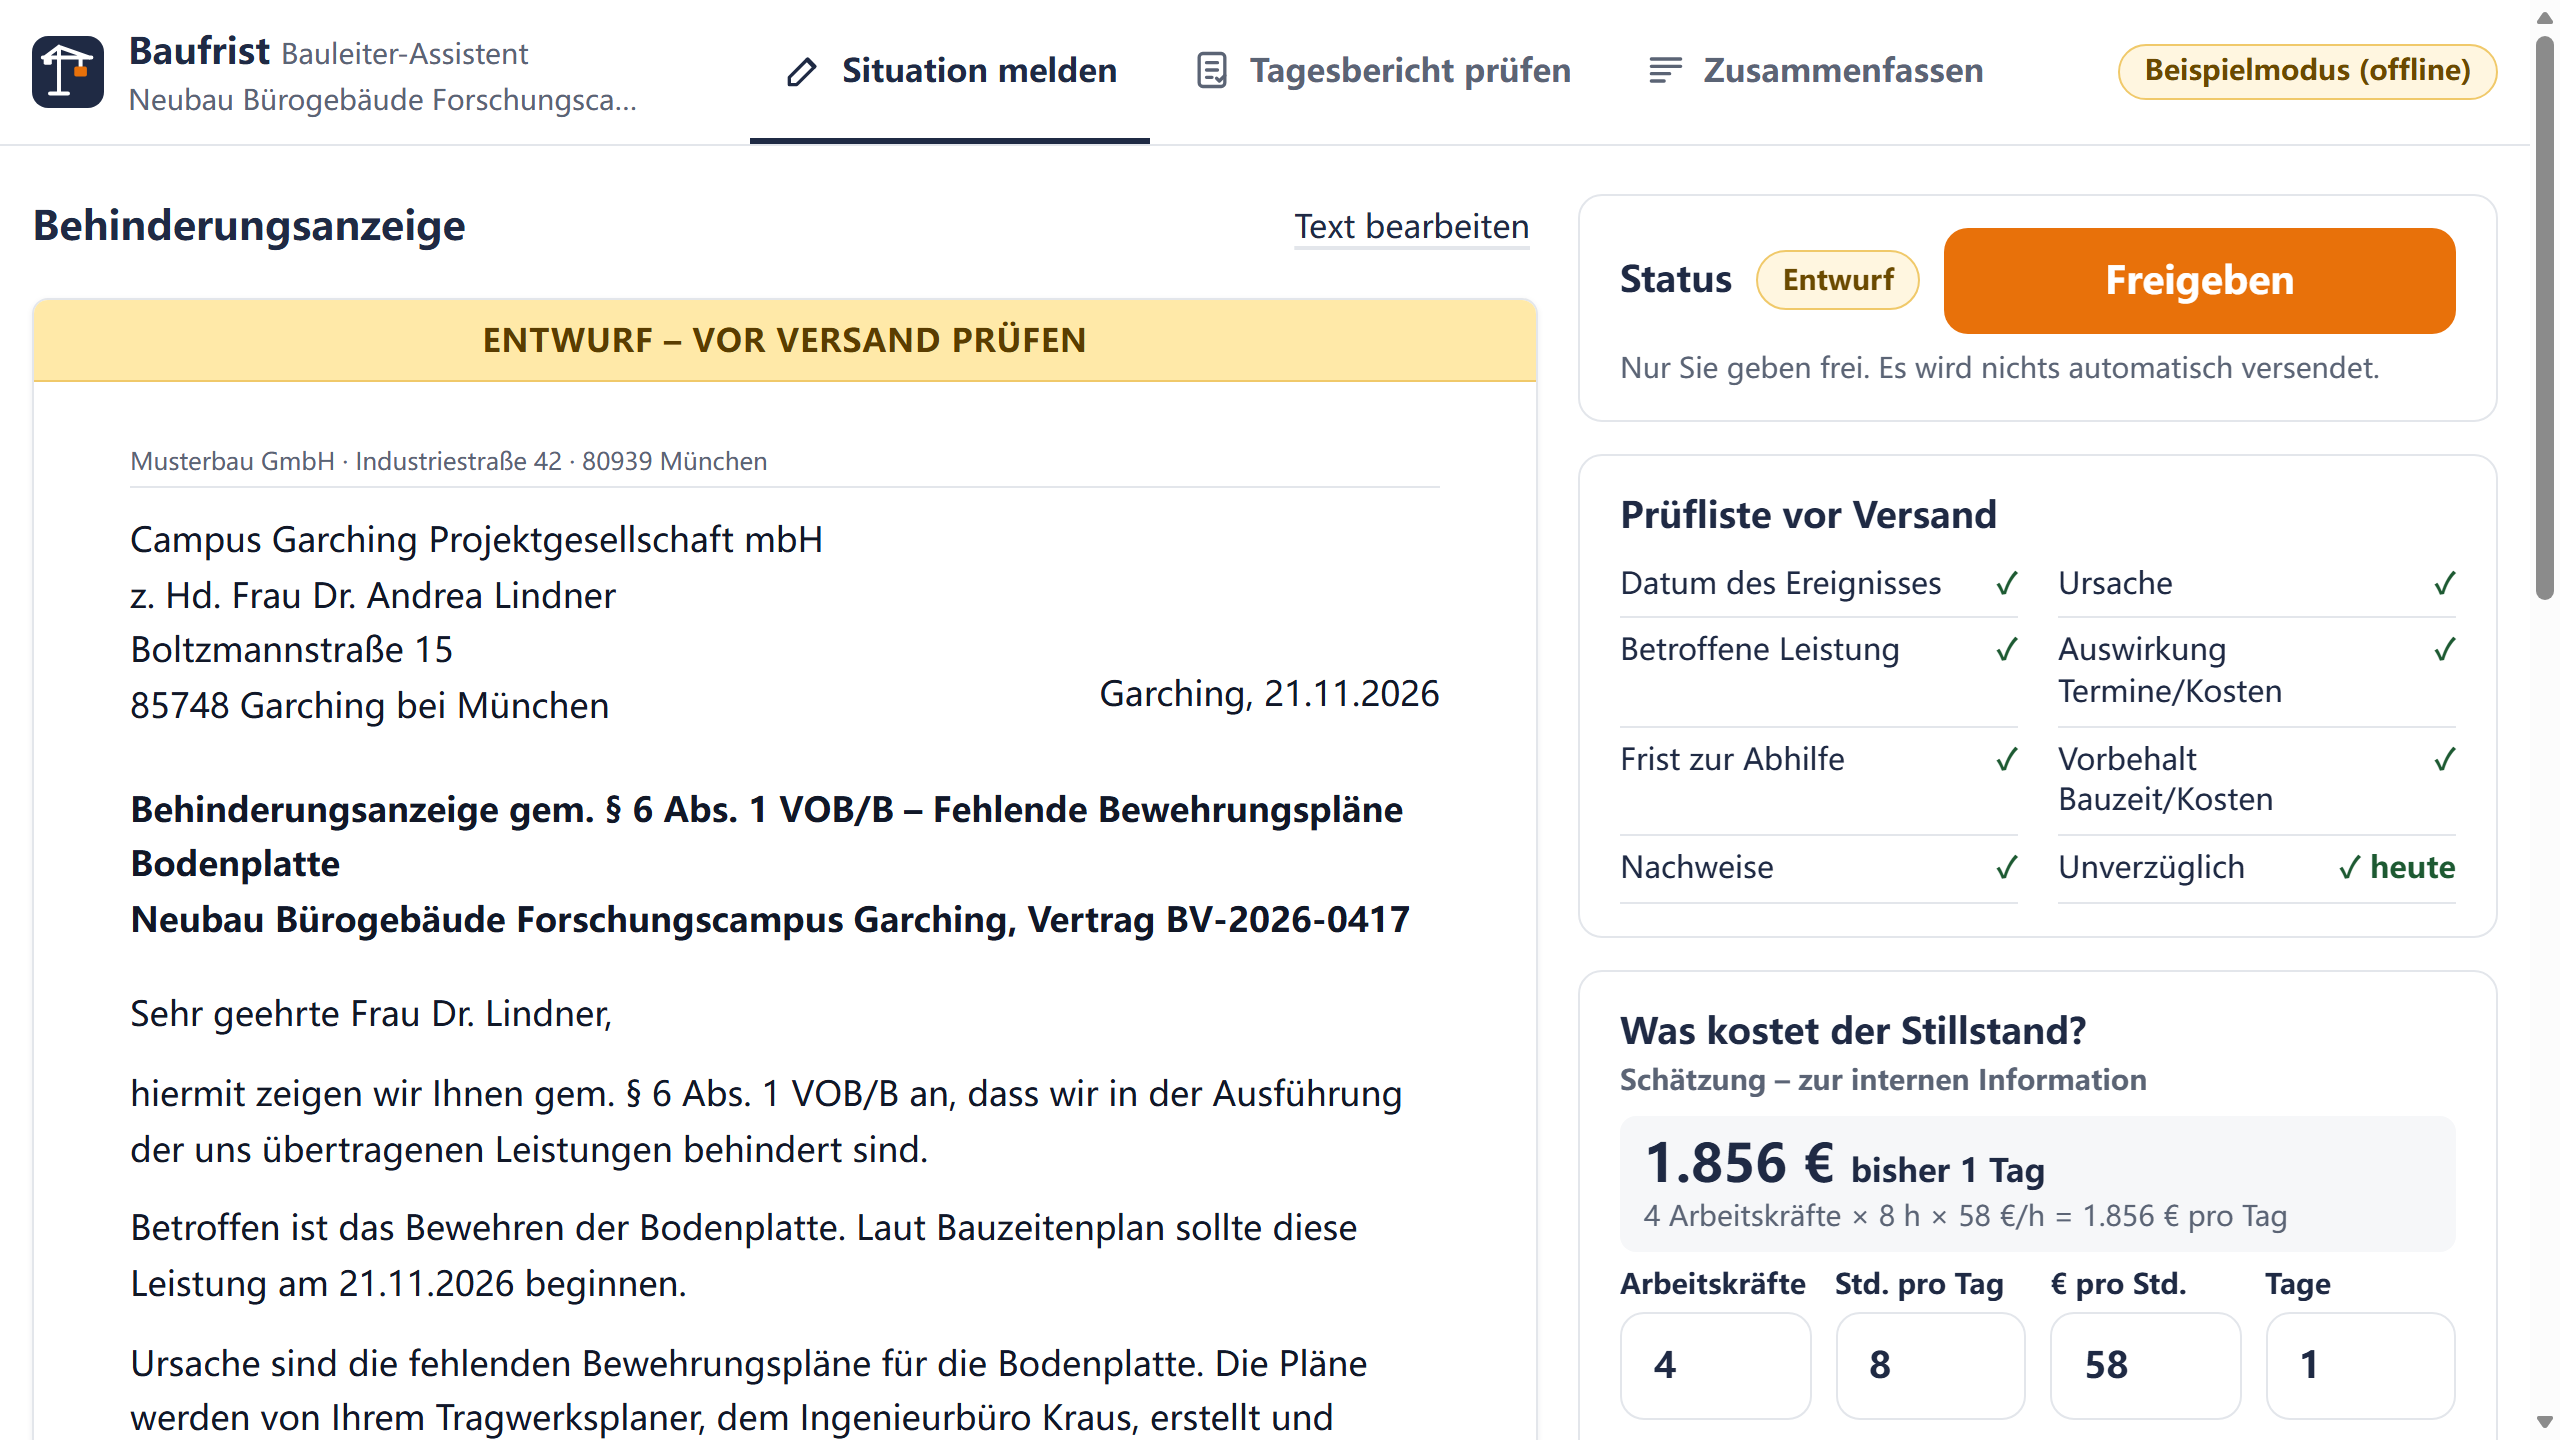 Baufrist Bauleiter-Assistent
Neubau Bürogebäude Forschungsca...
Situation melden
Tagesbericht prüfen
Zusammenfassen
Beispielmodus (offline)
Behinderungsanzeige
Text bearbeiten
ENTWURF – VOR VERSAND PRÜFEN
Musterbau GmbH · Industriestraße 42 · 80939 München
Campus Garching Projektgesellschaft mbH
z. Hd. Frau Dr. Andrea Lindner
Boltzmannstraße 15
85748 Garching bei München
Garching, 21.11.2026
Behinderungsanzeige gem. § 6 Abs. 1 VOB/B – Fehlende Bewehrungspläne
Bodenplatte
Neubau Bürogebäude Forschungscampus Garching, Vertrag BV-2026-0417
Sehr geehrte Frau Dr. Lindner,
hiermit zeigen wir Ihnen gem. § 6 Abs. 1 VOB/B an, dass wir in der Ausführung
der uns übertragenen Leistungen behindert sind.
Betroffen ist das Bewehren der Bodenplatte. Laut Bauzeitenplan sollte diese
Leistung am 21.11.2026 beginnen.
Ursache sind die fehlenden Bewehrungspläne für die Bodenplatte. Die Pläne
werden von Ihrem Tragwerksplaner, dem Ingenieurbüro Kraus, erstellt und
Status
Entwurf
Freigeben
Nur Sie geben frei. Es wird nichts automatisch versendet.
Prüfliste vor Versand
Datum des Ereignisses ✓
Ursache ✓
Betroffene Leistung ✓
Auswirkung ✓
Termine/Kosten
Frist zur Abhilfe ✓
Vorbehalt ✓
Bauzeit/Kosten
Nachweise ✓
Unverzüglich ✓ heute
Was kostet der Stillstand?
Schätzung – zur internen Information
1.856 € bisher 1 Tag
4 Arbeitskräfte × 8 h × 58 €/h = 1.856 € pro Tag
Arbeitskräfte Std. pro Tag € pro Std. Tage
4 8 58 1